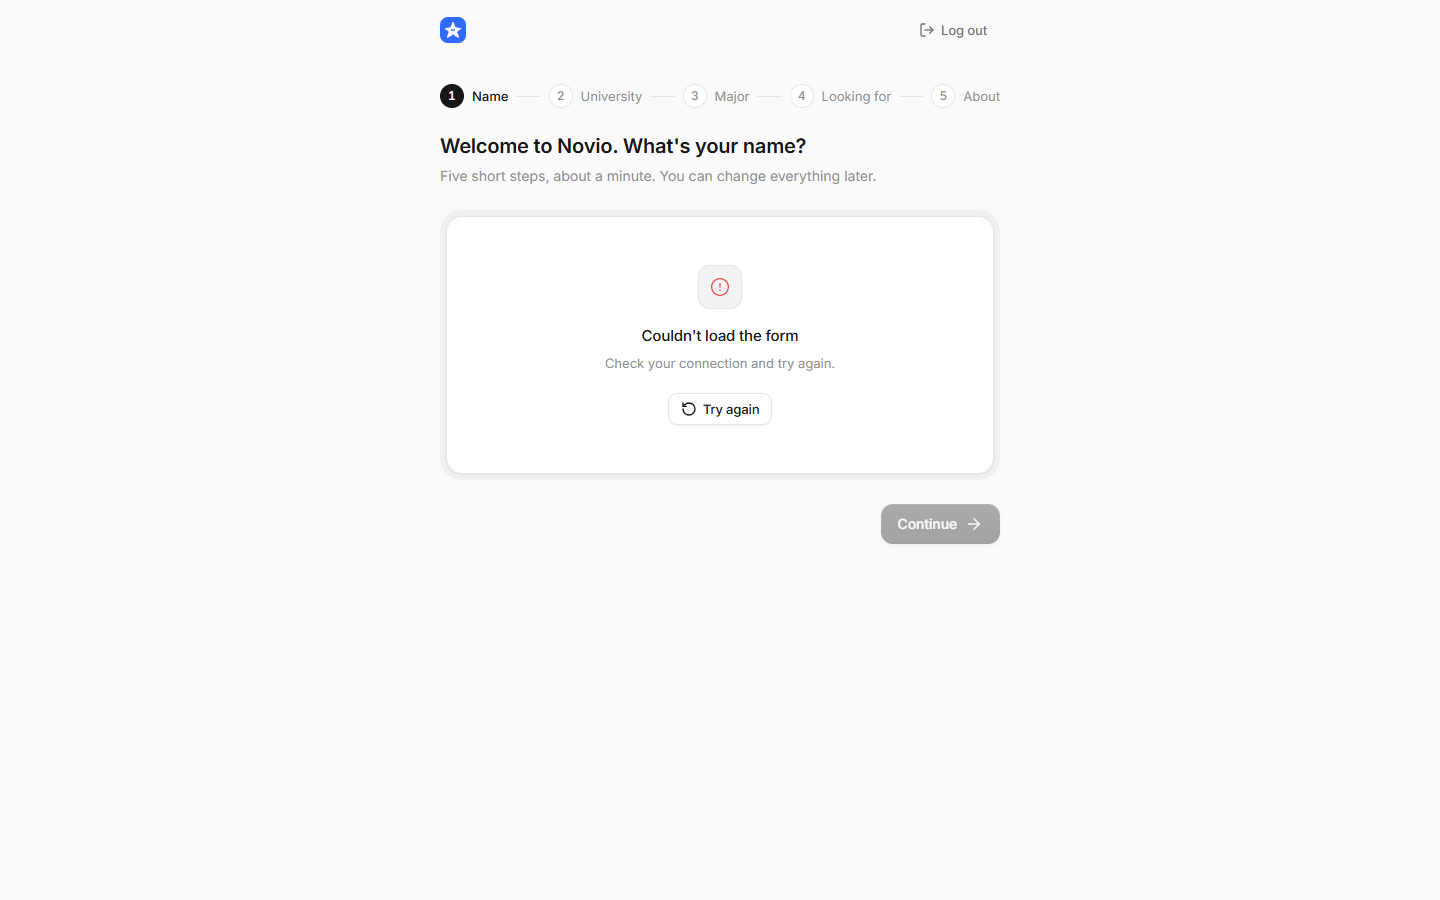 Log out
1 Name 2 University 3 Major 4 Looking for 5 About
Welcome to Novio. What's your name?
Five short steps, about a minute. You can change everything later.
Couldn't load the form
Check your connection and try again.
Try again
Continue